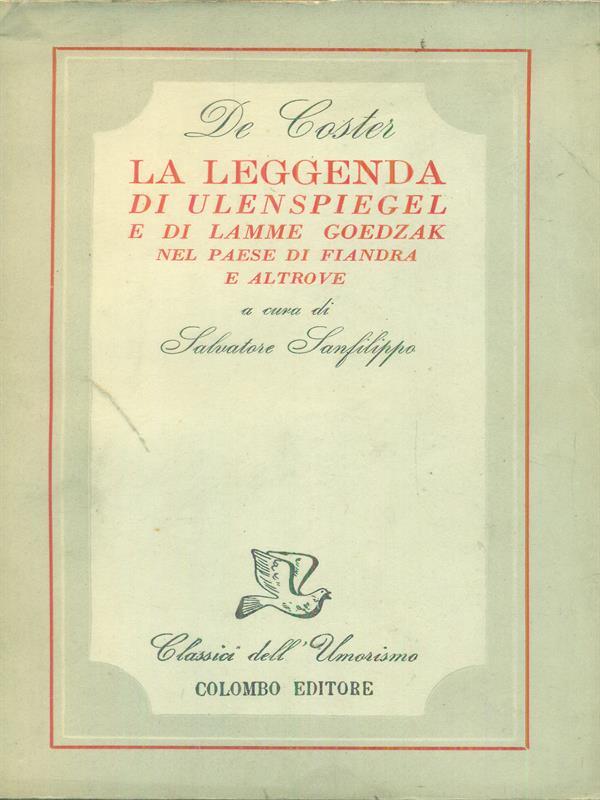 De Coster
LA LEGGENDA
DI ULENSPIEGEL
E DI LAMME GOEDZAK
NEL PAESE DI FIANDRA
E ALTROVE
a cura di
Salvatore Sanfilippo
Classici dell'Umorismo
COLOMBO EDITORE